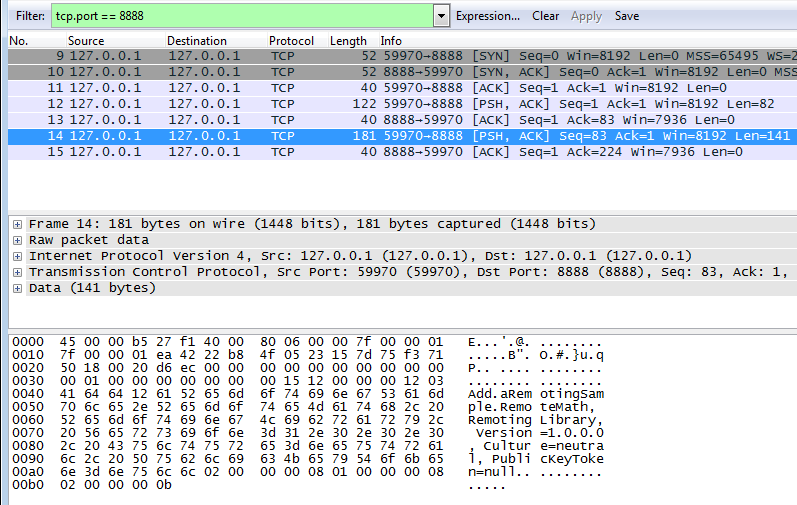 Filter: tcp.port == 8888 Expression... Clear Apply Save
No. Source Destination Protocol Length Info
9 127.0.0.1 127.0.0.1 TCP 52 59970→8888 [SYN] Seq=0 Win=8192 Len=0 MSS=65495 WS=2
10 127.0.0.1 127.0.0.1 TCP 52 8888→59970 [SYN, ACK] Seq=0 Ack=1 Win=8192 Len=0 MSS
11 127.0.0.1 127.0.0.1 TCP 40 59970→8888 [ACK] Seq=1 Ack=1 Win=8192 Len=0
12 127.0.0.1 127.0.0.1 TCP 122 59970→8888 [PSH, ACK] Seq=1 Ack=1 Win=8192 Len=82
13 127.0.0.1 127.0.0.1 TCP 40 8888→59970 [ACK] Seq=1 Ack=83 Win=7936 Len=0
14 127.0.0.1 127.0.0.1 TCP 181 59970→8888 [PSH, ACK] Seq=83 Ack=1 Win=8192 Len=141
15 127.0.0.1 127.0.0.1 TCP 40 8888→59970 [ACK] Seq=1 Ack=224 Win=7936 Len=0
Frame 14: 181 bytes on wire (1448 bits), 181 bytes captured (1448 bits)
Raw packet data
Internet Protocol Version 4, Src: 127.0.0.1 (127.0.0.1), Dst: 127.0.0.1 (127.0.0.1)
Transmission Control Protocol, Src Port: 59970 (59970), Dst Port: 8888 (8888), Seq: 83, Ack: 1,
Data (141 bytes)
0000 45 00 00 b5 27 f1 40 00 80 06 00 00 7f 00 00 01 E...'.@. ........
0010 7f 00 00 01 ea 42 22 b8 4f 05 23 15 7d 75 f3 71 .....B". O.#.}u.q
0020 50 18 00 20 d6 ec 00 00 00 00 00 00 00 00 00 00 P.. .... ........
0030 00 01 00 00 00 00 00 00 00 15 12 00 00 00 12 03 ........ ........
0040 41 64 64 12 61 52 65 6d 6f 74 69 6e 67 53 61 6d Add.aRem otingSam
0050 70 6c 65 2e 52 65 6d 6f 74 65 4d 61 74 68 2c 20 ple.Remo teMath,
0060 52 65 6d 6f 74 69 6e 67 4c 69 62 72 61 72 79 2c Remoting Library,
0070 20 56 65 72 73 69 6f 6e 3d 31 2e 30 2e 30 2e 30 Version =1.0.0.0
0080 2c 20 43 75 6c 74 75 72 65 3d 6e 65 75 74 72 61 , Cultur e=neutra
0090 6c 2c 20 50 75 62 6c 69 63 4b 65 79 54 6f 6b 65 l, Publi cKeyToke
00a0 6e 3d 6e 75 6c 6c 02 00 00 00 08 01 00 00 00 08 n=null.. ........
00b0 02 00 00 00 0b .....